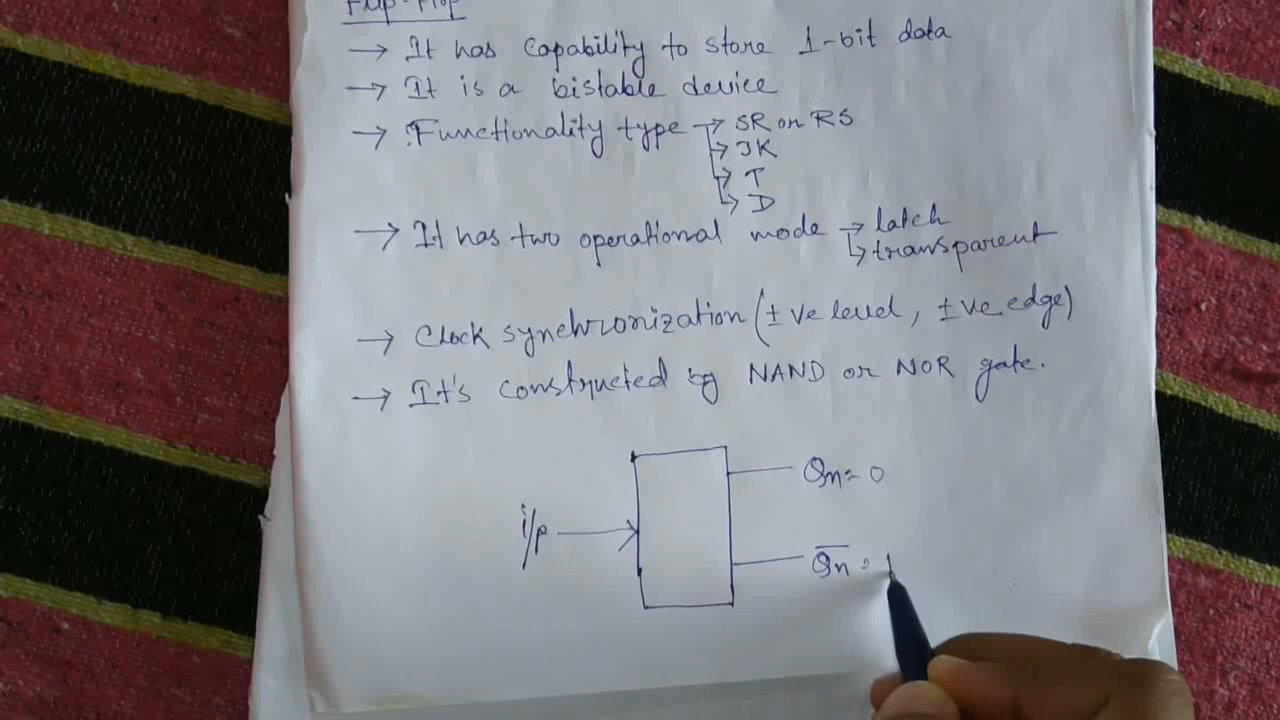 Flip-Flop
→ It has capability to store 1-bit data
→ It is a bistable device
→ Functionality type → SR or RS
→ JK
→ T
→ D
→ It has two operational mode → latch
→ transparent
→ Clock synchronization (±ve level, ±ve edge)
→ It's constructed by NAND or NOR gate.
Qn = 0
i/p
Q̅n = 1